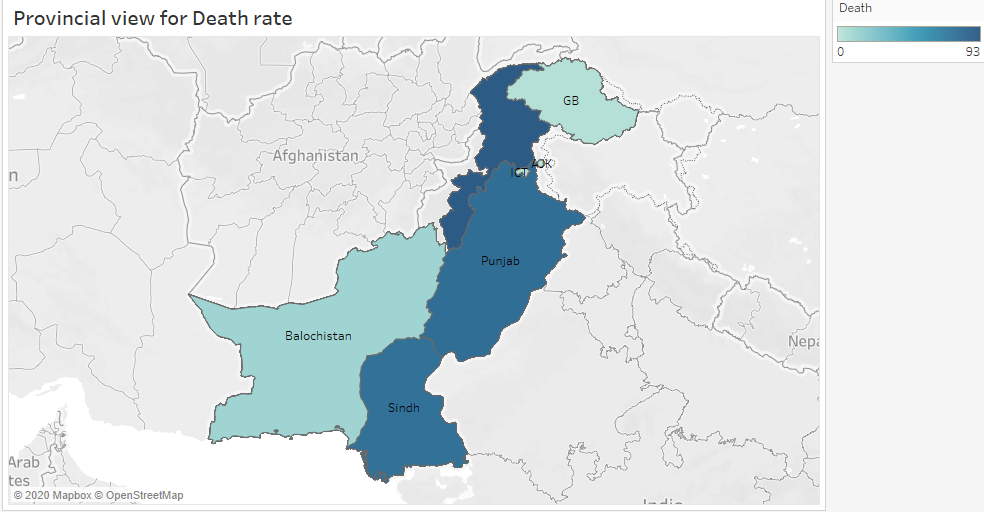 Provincial view for Death rate
Death
0 93
GB
Afghanistan
AJK
ICT
n
Punjab
Balochistan
Nepa
Sindh
Arab
tes
© 2020 Mapbox © OpenStreetMap